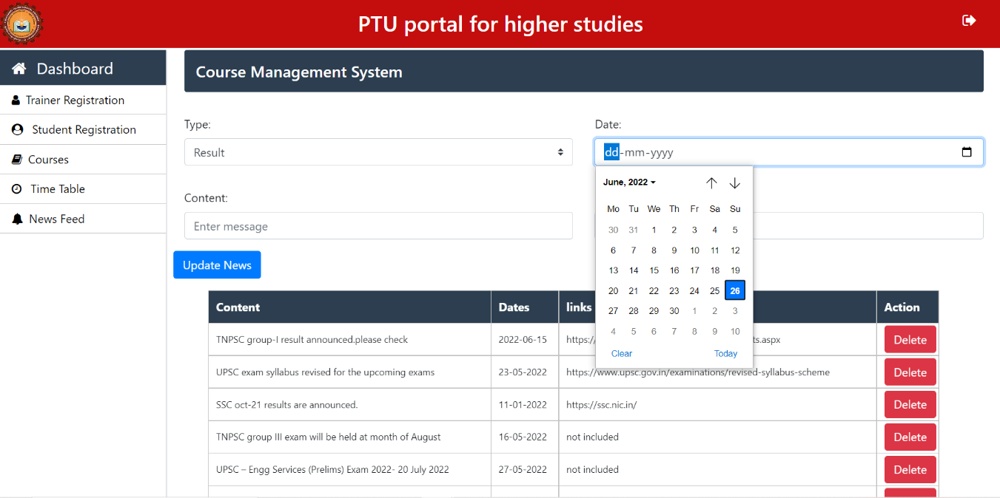 PTU portal for higher studies
Dashboard
Trainer Registration
Student Registration
Courses
Time Table
News Feed
Course Management System
Type:
Date:
Result
dd-mm-yyyy
June, 2022
Mo Tu We Th Fr Sa Su
30 31 1 2 3 4 5
6 7 8 9 10 11 12
13 14 15 16 17 18 19
20 21 22 23 24 25 26
27 28 29 30 1 2 3
4 5 6 7 8 9 10
Clear Today
Content:
Enter message
Update News
Content Dates links Action
TNPSC group-I result announced.please check 2022-06-15 https:/ ts.aspx Delete
UPSC exam syllabus revised for the upcoming exams 23-05-2022 https://www.upsc.gov.in/examinations/revised-syllabus-scheme Delete
SSC oct-21 results are announced. 11-01-2022 https://ssc.nic.in/ Delete
TNPSC group III exam will be held at month of August 16-05-2022 not included Delete
UPSC – Engg Services (Prelims) Exam 2022- 20 July 2022 27-05-2022 not included Delete